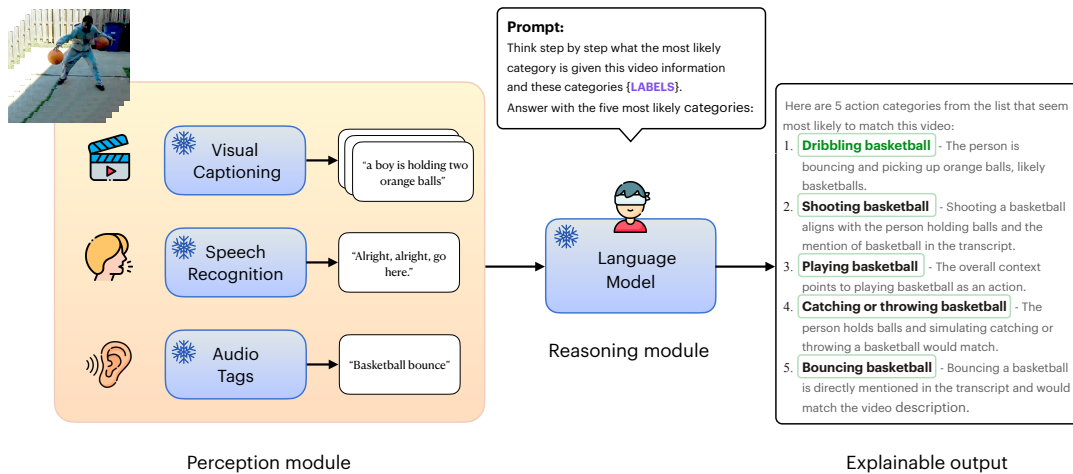 Prompt:
Think step by step what the most likely
category is given this video information
and these categories {LABELS}.
Answer with the five most likely categories:
Visual
Captioning
“a boy is holding two
orange balls”
Speech
Recognition
“Alright, alright, go
here.”
Audio
Tags
“Basketball bounce”
Perception module
Language
Model
Reasoning module
Here are 5 action categories from the list that seem
most likely to match this video:
1. Dribbling basketball - The person is
bouncing and picking up orange balls, likely
basketballs.
2. Shooting basketball - Shooting a basketball
aligns with the person holding balls and the
mention of basketball in the transcript.
3. Playing basketball - The overall context
points to playing basketball as an action.
4. Catching or throwing basketball - The
person holds balls and simulating catching or
throwing a basketball would match.
5. Bouncing basketball - Bouncing a basketball
is directly mentioned in the transcript and would
match the video description.
Explainable output